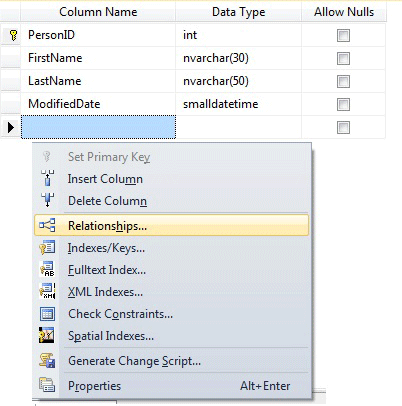 Column Name Data Type Allow Nulls
PersonID int
FirstName nvarchar(30)
LastName nvarchar(50)
ModifiedDate smalldatetime
Set Primary Key
Insert Column
Delete Column
Relationships...
Indexes/Keys...
Fulltext Index...
XML Indexes...
Check Constraints...
Spatial Indexes...
Generate Change Script...
Properties Alt+Enter